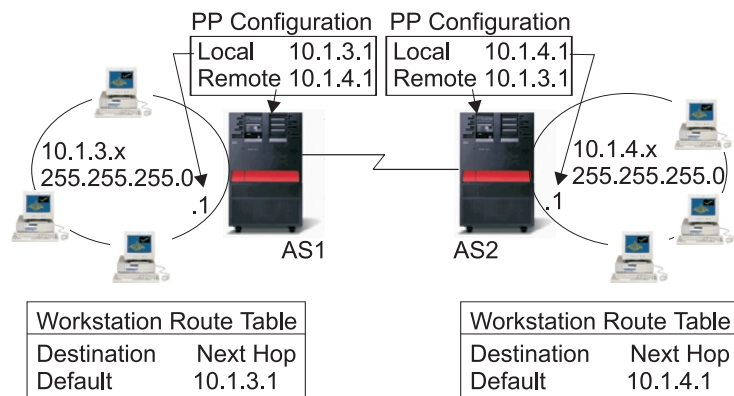 PP Configuration
Local 10.1.3.1
Remote 10.1.4.1
PP Configuration
Local 10.1.4.1
Remote 10.1.3.1
10.1.3.x
255.255.255.0
.1
AS1
AS2
10.1.4.x
255.255.255.0
.1
Workstation Route Table
Destination Next Hop
Default 10.1.3.1
Workstation Route Table
Destination Next Hop
Default 10.1.4.1